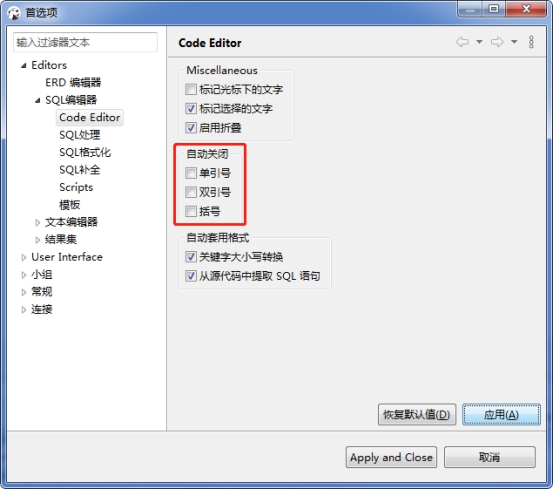 首选项
输入过滤器文本
Editors
ERD 编辑器
SQL编辑器
Code Editor
SQL处理
SQL格式化
SQL补全
Scripts
模板
文本编辑器
结果集
User Interface
小组
常规
连接
Code Editor
Miscellaneous
标记光标下的文字
标记选择的文字
启用折叠
自动关闭
单引号
双引号
括号
自动套用格式
关键字大小写转换
从源代码中提取 SQL 语句
恢复默认值(D)
应用(A)
Apply and Close
取消